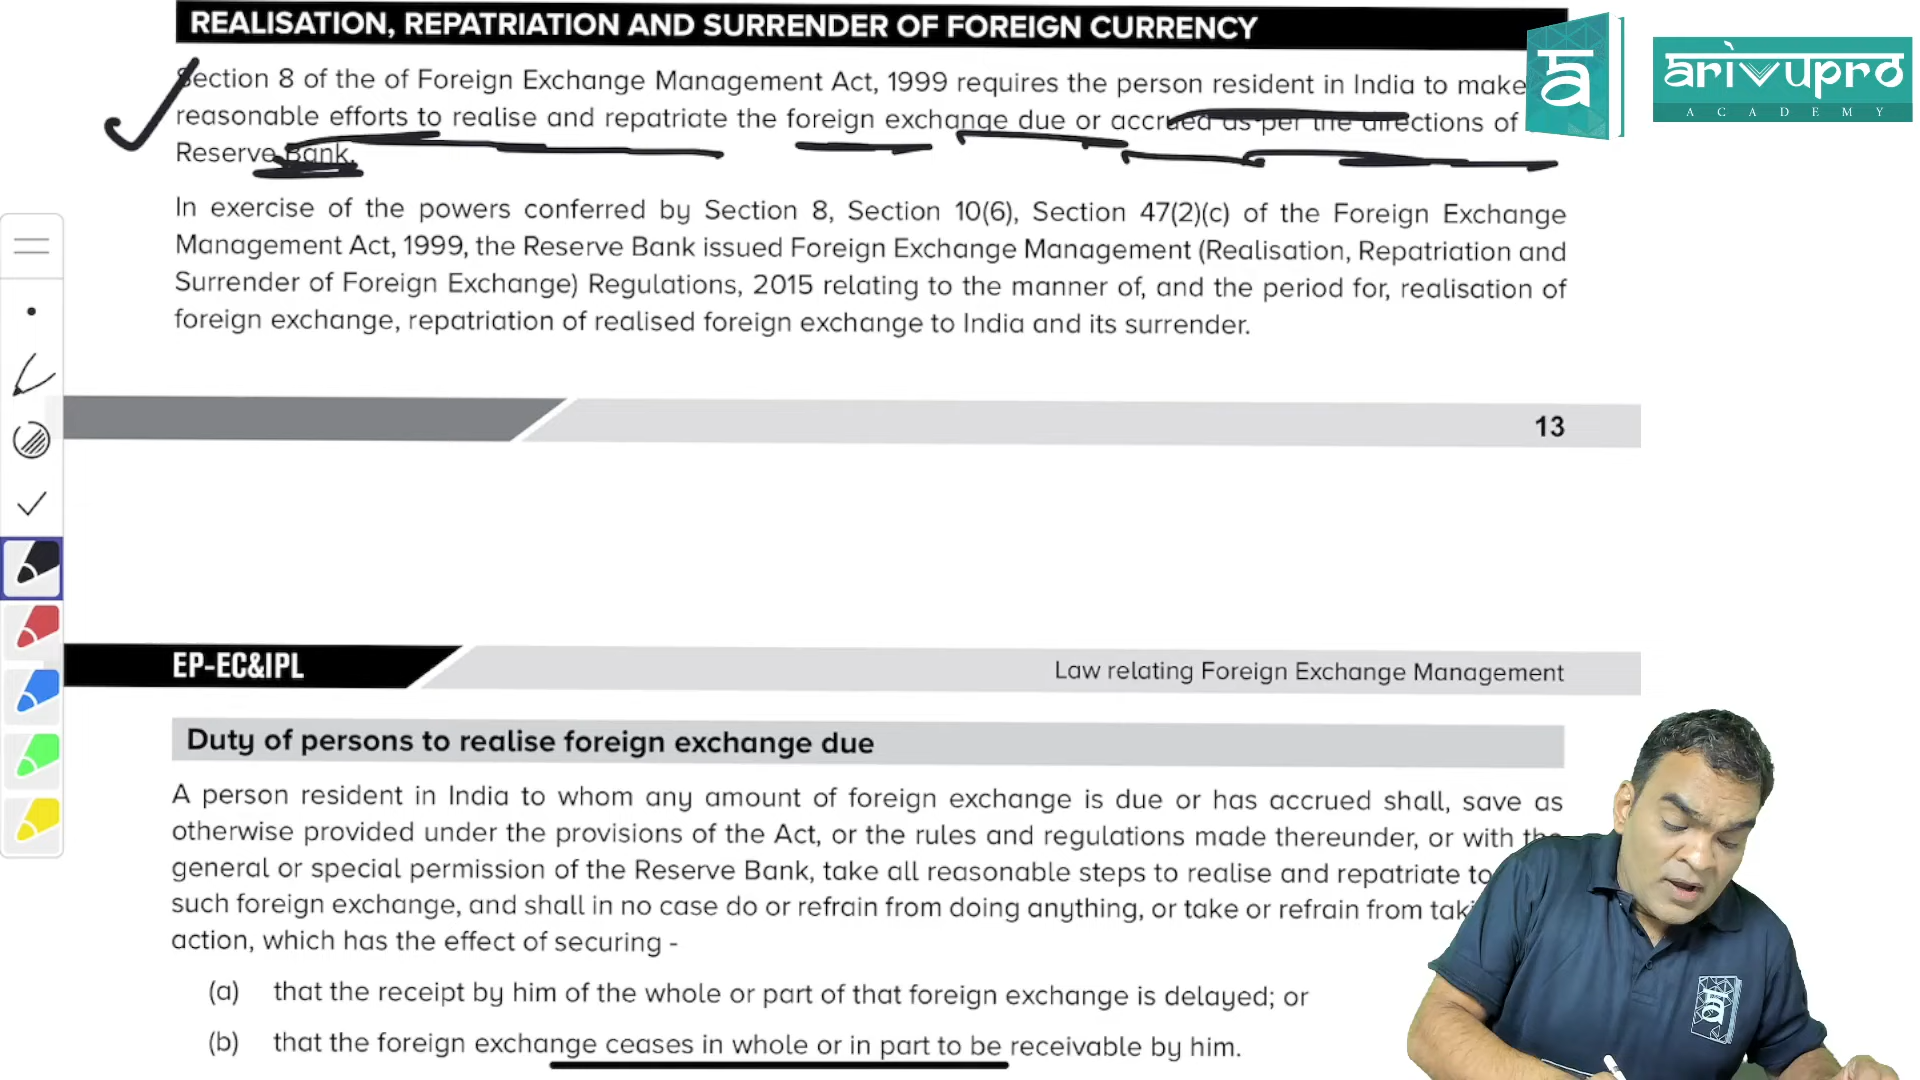 REALISATION, REPATRIATION AND SURRENDER OF FOREIGN CURRENCY
ā
arivupro
ACADEMY
Section 8 of the of Foreign Exchange Management Act, 1999 requires the person resident in India to make
reasonable efforts to realise and repatriate the foreign exchange due or accrued as per the directions of
Reserve Bank.
In exercise of the powers conferred by Section 8, Section 10(6), Section 47(2)(c) of the Foreign Exchange
Management Act, 1999, the Reserve Bank issued Foreign Exchange Management (Realisation, Repatriation and
Surrender of Foreign Exchange) Regulations, 2015 relating to the manner of, and the period for, realisation of
foreign exchange, repatriation of realised foreign exchange to India and its surrender.
13
EP-EC&IPL
Law relating Foreign Exchange Management
Duty of persons to realise foreign exchange due
A person resident in India to whom any amount of foreign exchange is due or has accrued shall, save as
otherwise provided under the provisions of the Act, or the rules and regulations made thereunder, or with the
general or special permission of the Reserve Bank, take all reasonable steps to realise and repatriate to
such foreign exchange, and shall in no case do or refrain from doing anything, or take or refrain from
action, which has the effect of securing -
(a) that the receipt by him of the whole or part of that foreign exchange is delayed; or
(b) that the foreign exchange ceases in whole or in part to be receivable by him.
ā